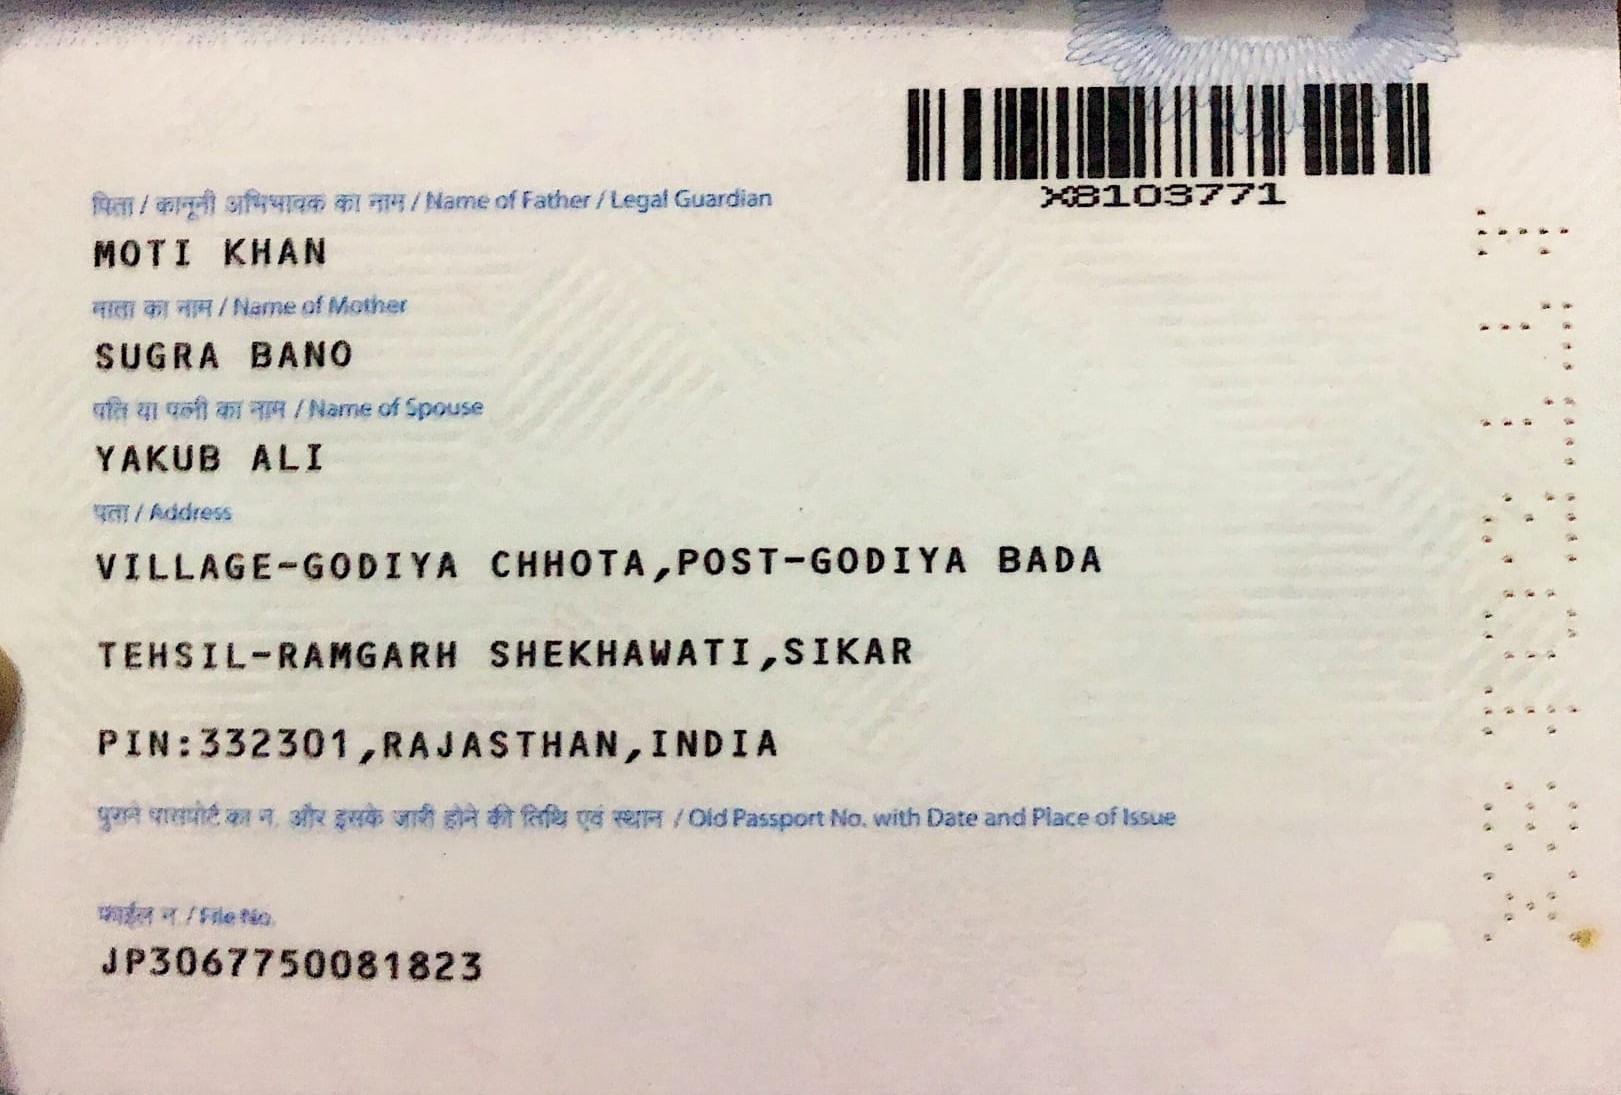 X8103771
पिता / कानूनी अभिभावक का नाम / Name of Father / Legal Guardian
MOTI KHAN
माता का नाम / Name of Mother
SUGRA BANO
पति या पत्नी का नाम / Name of Spouse
YAKUB ALI
पता / Address
VILLAGE-GODIYA CHHOTA,POST-GODIYA BADA
TEHSIL-RAMGARH SHEKHAWATI,SIKAR
PIN:332301,RAJASTHAN,INDIA
पुराने पासपोर्ट का न. और इसके जारी होने की तिथि एवं स्थान / Old Passport No. with Date and Place of Issue
फाईल न. / File No.
JP3067750081823
X8103771